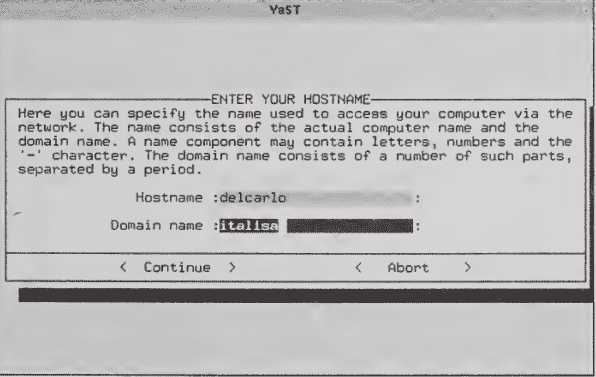 YaST
ENTER YOUR HOSTNAME
Here you can specify the name used to access your computer via the
network. The name consists of the actual computer name and the
domain name. A name component may contain letters, numbers and the
'-' character. The domain name consists of a number of such parts,
separated by a period.
Hostname :delcarlo :
Domain name :italisa :
< Continue > < Abort >